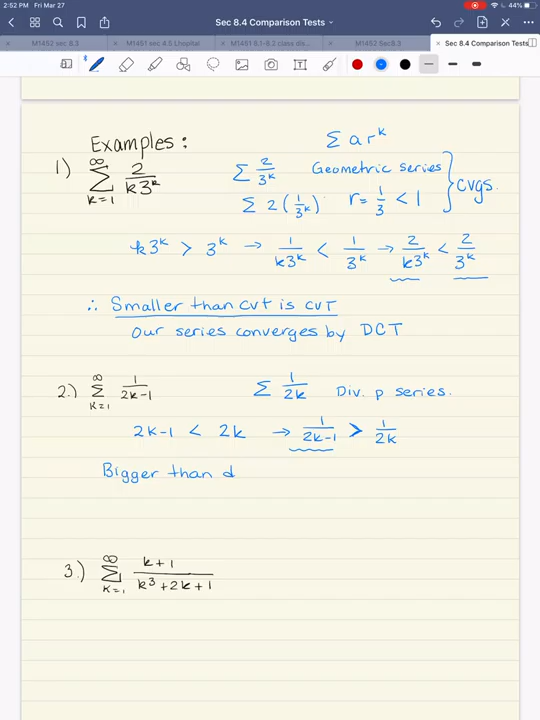 2:52 PM Fri Mar 27
44%
Sec 8.4 Comparison Tests
M1452 sec 8.3
M1451 sec 4.5 Lhospital
M1451 8.1-8.2 class dis...
M1452 Sec8.3
Sec 8.4 Comparison Tests
Examples:
Σ ar^k
1) ∞ Σ k=1 2/k3^k
Σ 2/3^k Geometric series
Σ 2(1/3^k) r = 1/3 < 1 } cvgs.
k3^k > 3^k → 1/k3^k < 1/3^k → 2/k3^k < 2/3^k
∴ Smaller than cvt is cvt
Our series converges by DCT
2.) ∞ Σ k=1 1/2k-1 Σ 1/2k Div. p series.
2k-1 < 2k → 1/2k-1 > 1/2k
Bigger than d
3.) ∞ Σ k=1 k+1/k³+2k+1